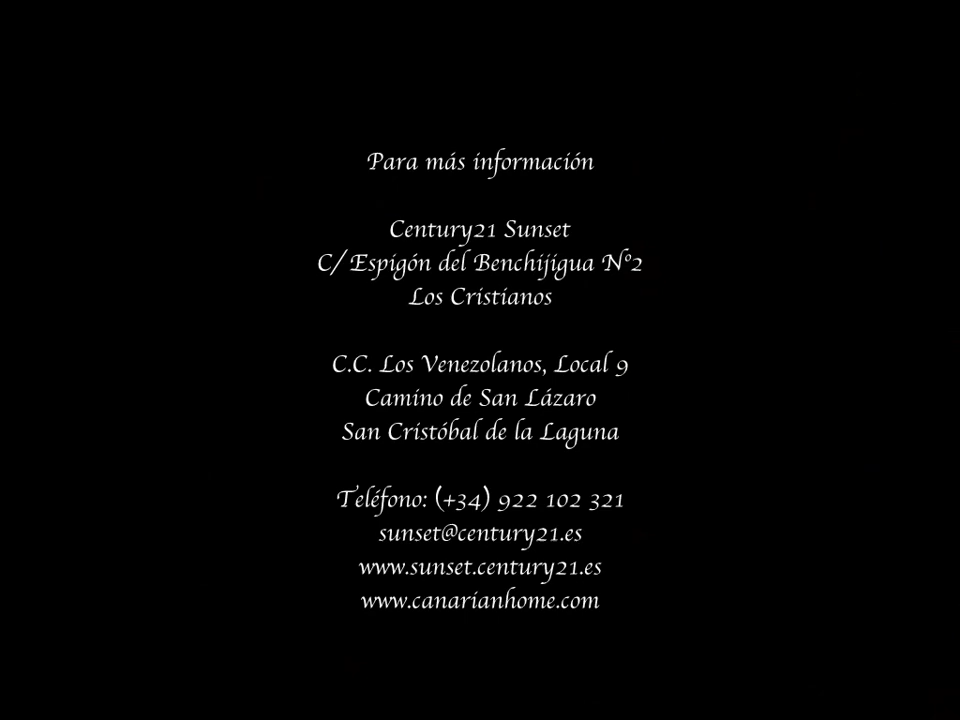 Para más información
Century21 Sunset
C/ Espigón del Benchijigua Nº2
Los Cristianos
C.C. Los Venezolanos, Local 9
Camino de San Lázaro
San Cristóbal de la Laguna
Teléfono: (+34) 922 102 321
sunset@century21.es
www.sunset.century21.es
www.canarianhome.com